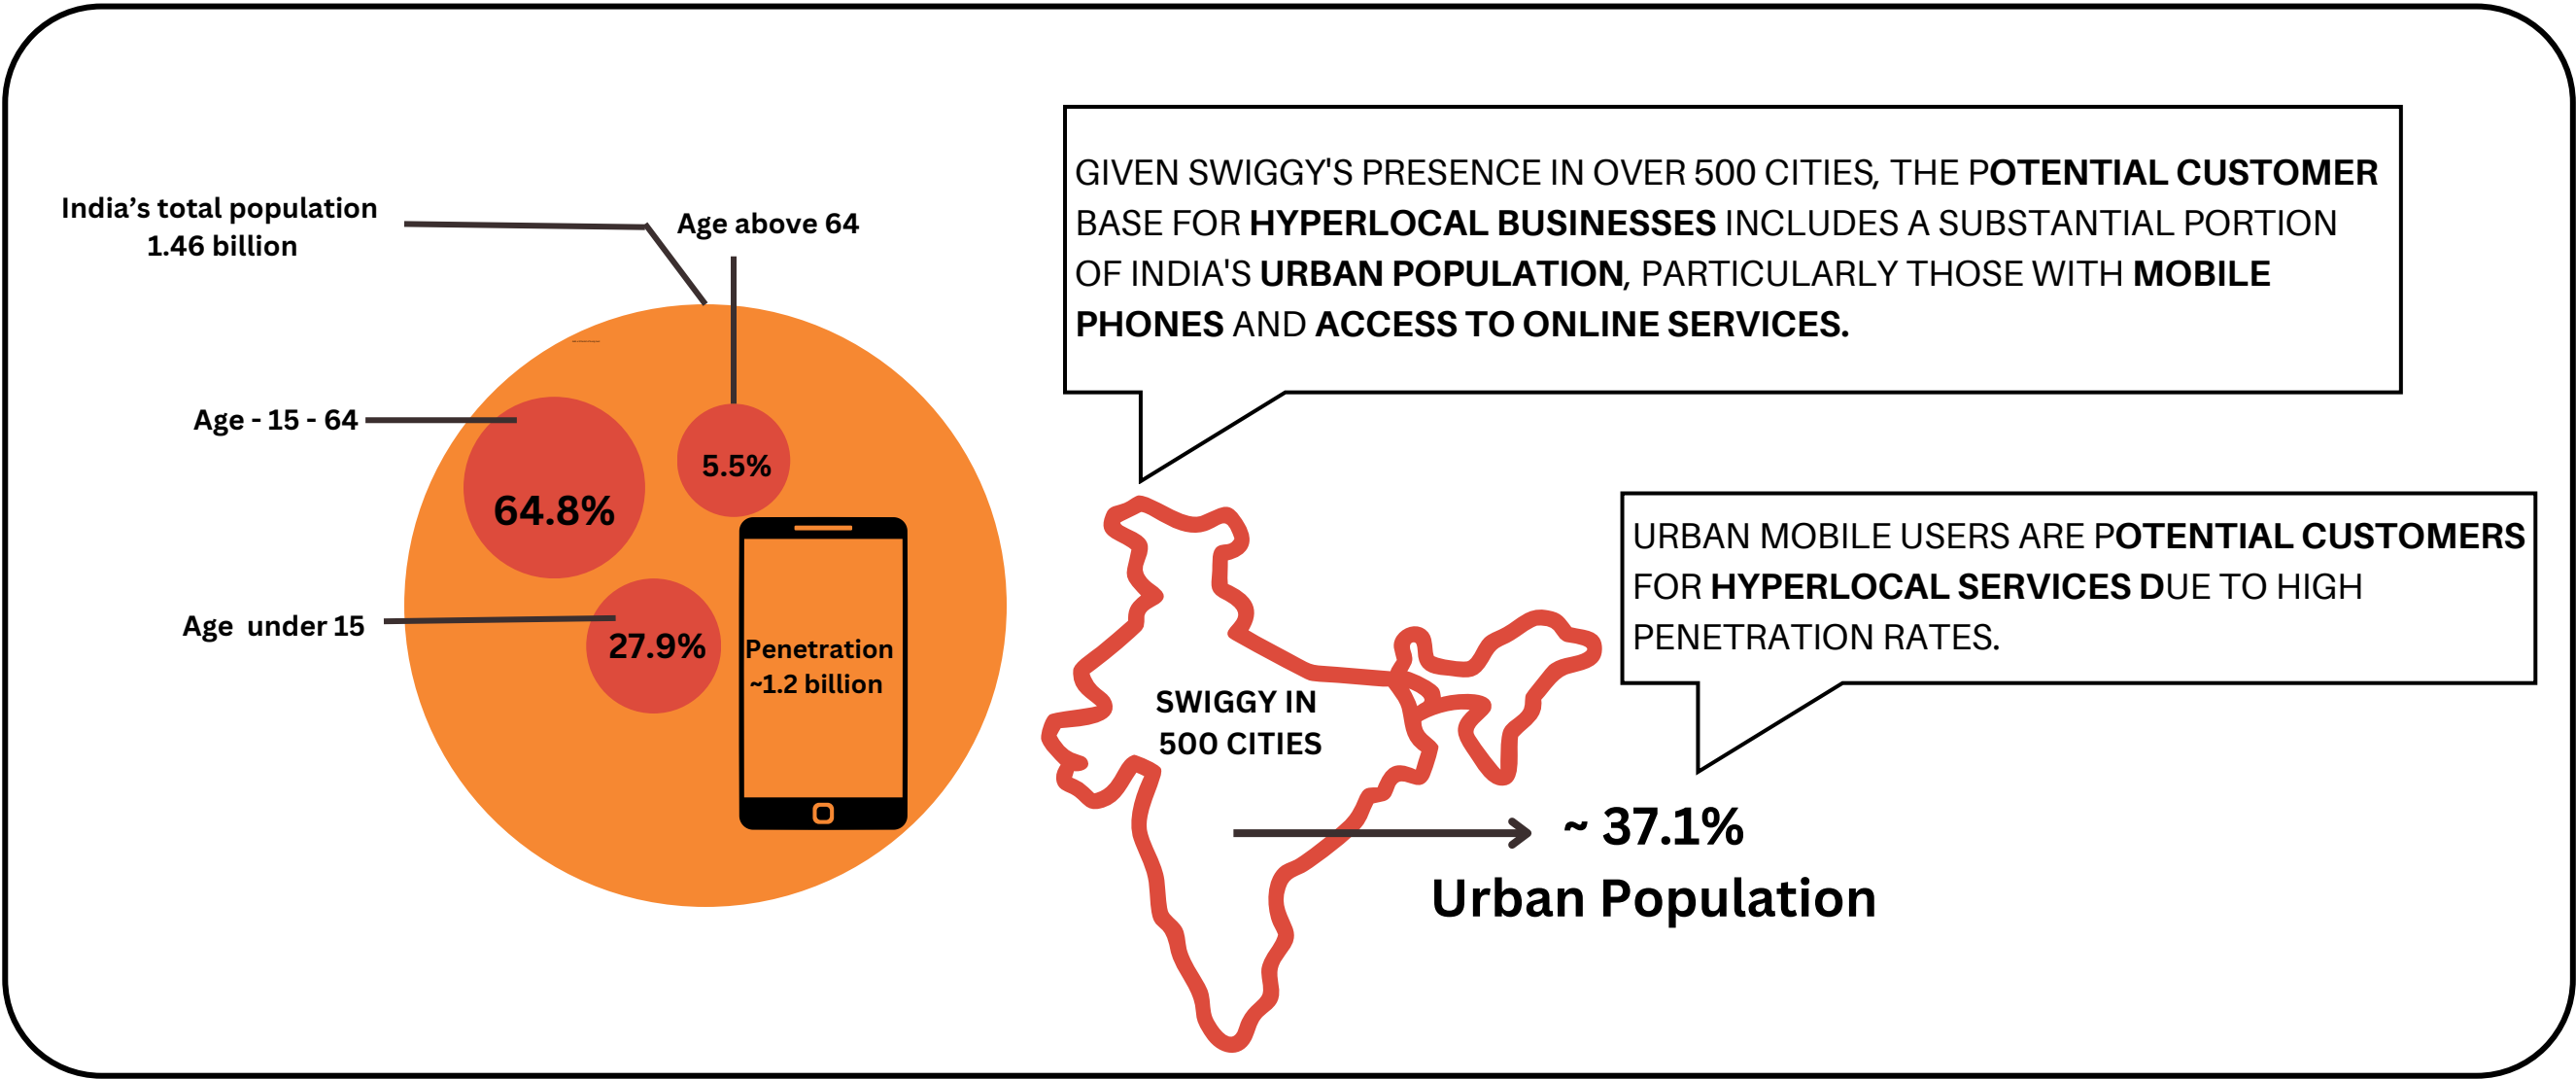 India’s total population
1.46 billion
Age above 64
Age - 15 - 64
64.8%
5.5%
Age  under 15
27.9%
Penetration
~1.2 billion
GIVEN SWIGGY'S PRESENCE IN OVER 500 CITIES, THE POTENTIAL CUSTOMER
BASE FOR HYPERLOCAL BUSINESSES INCLUDES A SUBSTANTIAL PORTION
OF INDIA'S URBAN POPULATION, PARTICULARLY THOSE WITH MOBILE
PHONES AND ACCESS TO ONLINE SERVICES.
URBAN MOBILE USERS ARE POTENTIAL CUSTOMERS
FOR HYPERLOCAL SERVICES DUE TO HIGH
PENETRATION RATES.
SWIGGY IN
500 CITIES
~ 37.1%
Urban Population